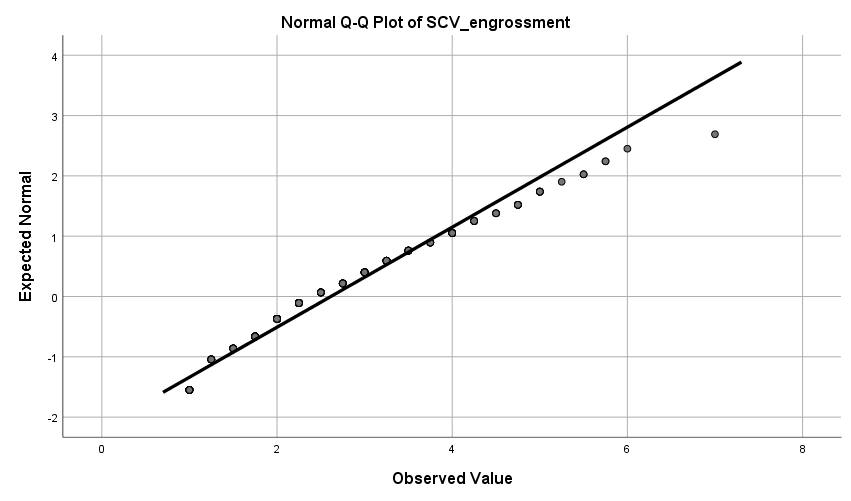 Normal Q-Q Plot of SCV_engrossment
4
3
2
1
0
-1
-2
Expected Normal
0 2 4 6 8
Observed Value